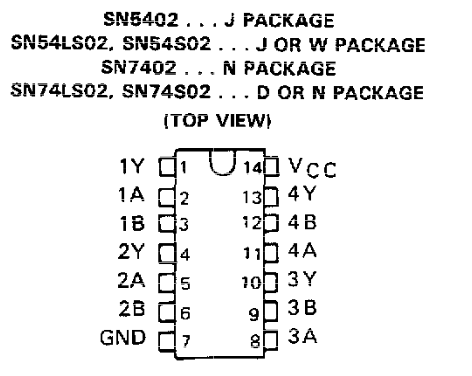 SN5402 . . . J PACKAGE
SN54LS02, SN54S02 . . . J OR W PACKAGE
SN7402 . . . N PACKAGE
SN74LS02, SN74S02 . . . D OR N PACKAGE
(TOP VIEW)
1Y 1 14 VCC
1A 2 13 4Y
1B 3 12 4B
2Y 4 11 4A
2A 5 10 3Y
2B 6 9 3B
GND 7 8 3A